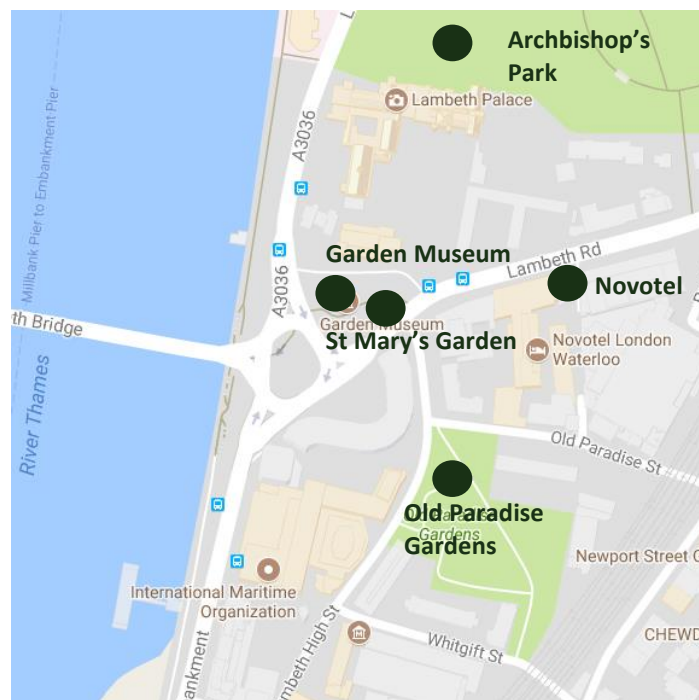 Archbishop's
Park
Lambeth Palace
A3036
Millbank Pier to Embankment Pier
Garden Museum
Lambeth Rd
A3036
Novotel
Garden Museum
St Mary's Garden
th Bridge
Novotel London
Waterloo
River Thames
Old Paradise St
Old Paradise
Gardens
Gardens
Newport Street G
International Maritime
Organization
Lambeth High St
Whitgift St
CHEWD
bankment